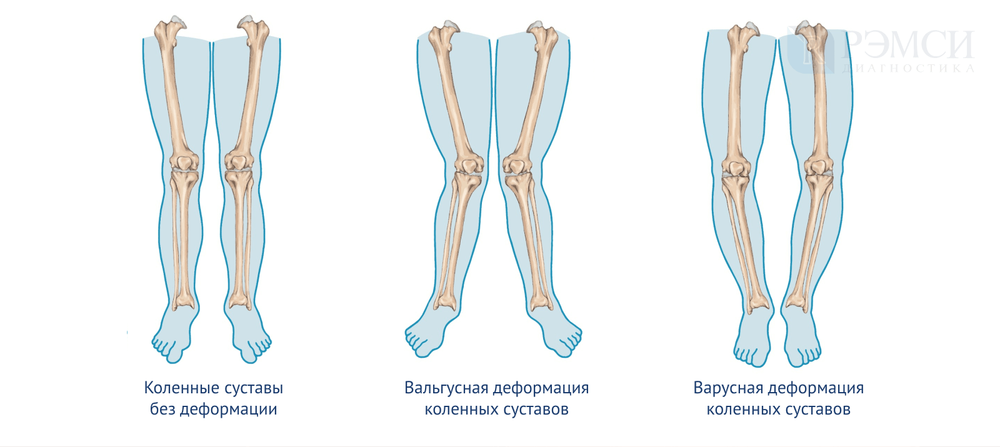 РЭМСИ
ДИАГНОСТИКА
Коленные суставы
без деформации
Вальгусная деформация
коленных суставов
Варусная деформация
коленных суставов